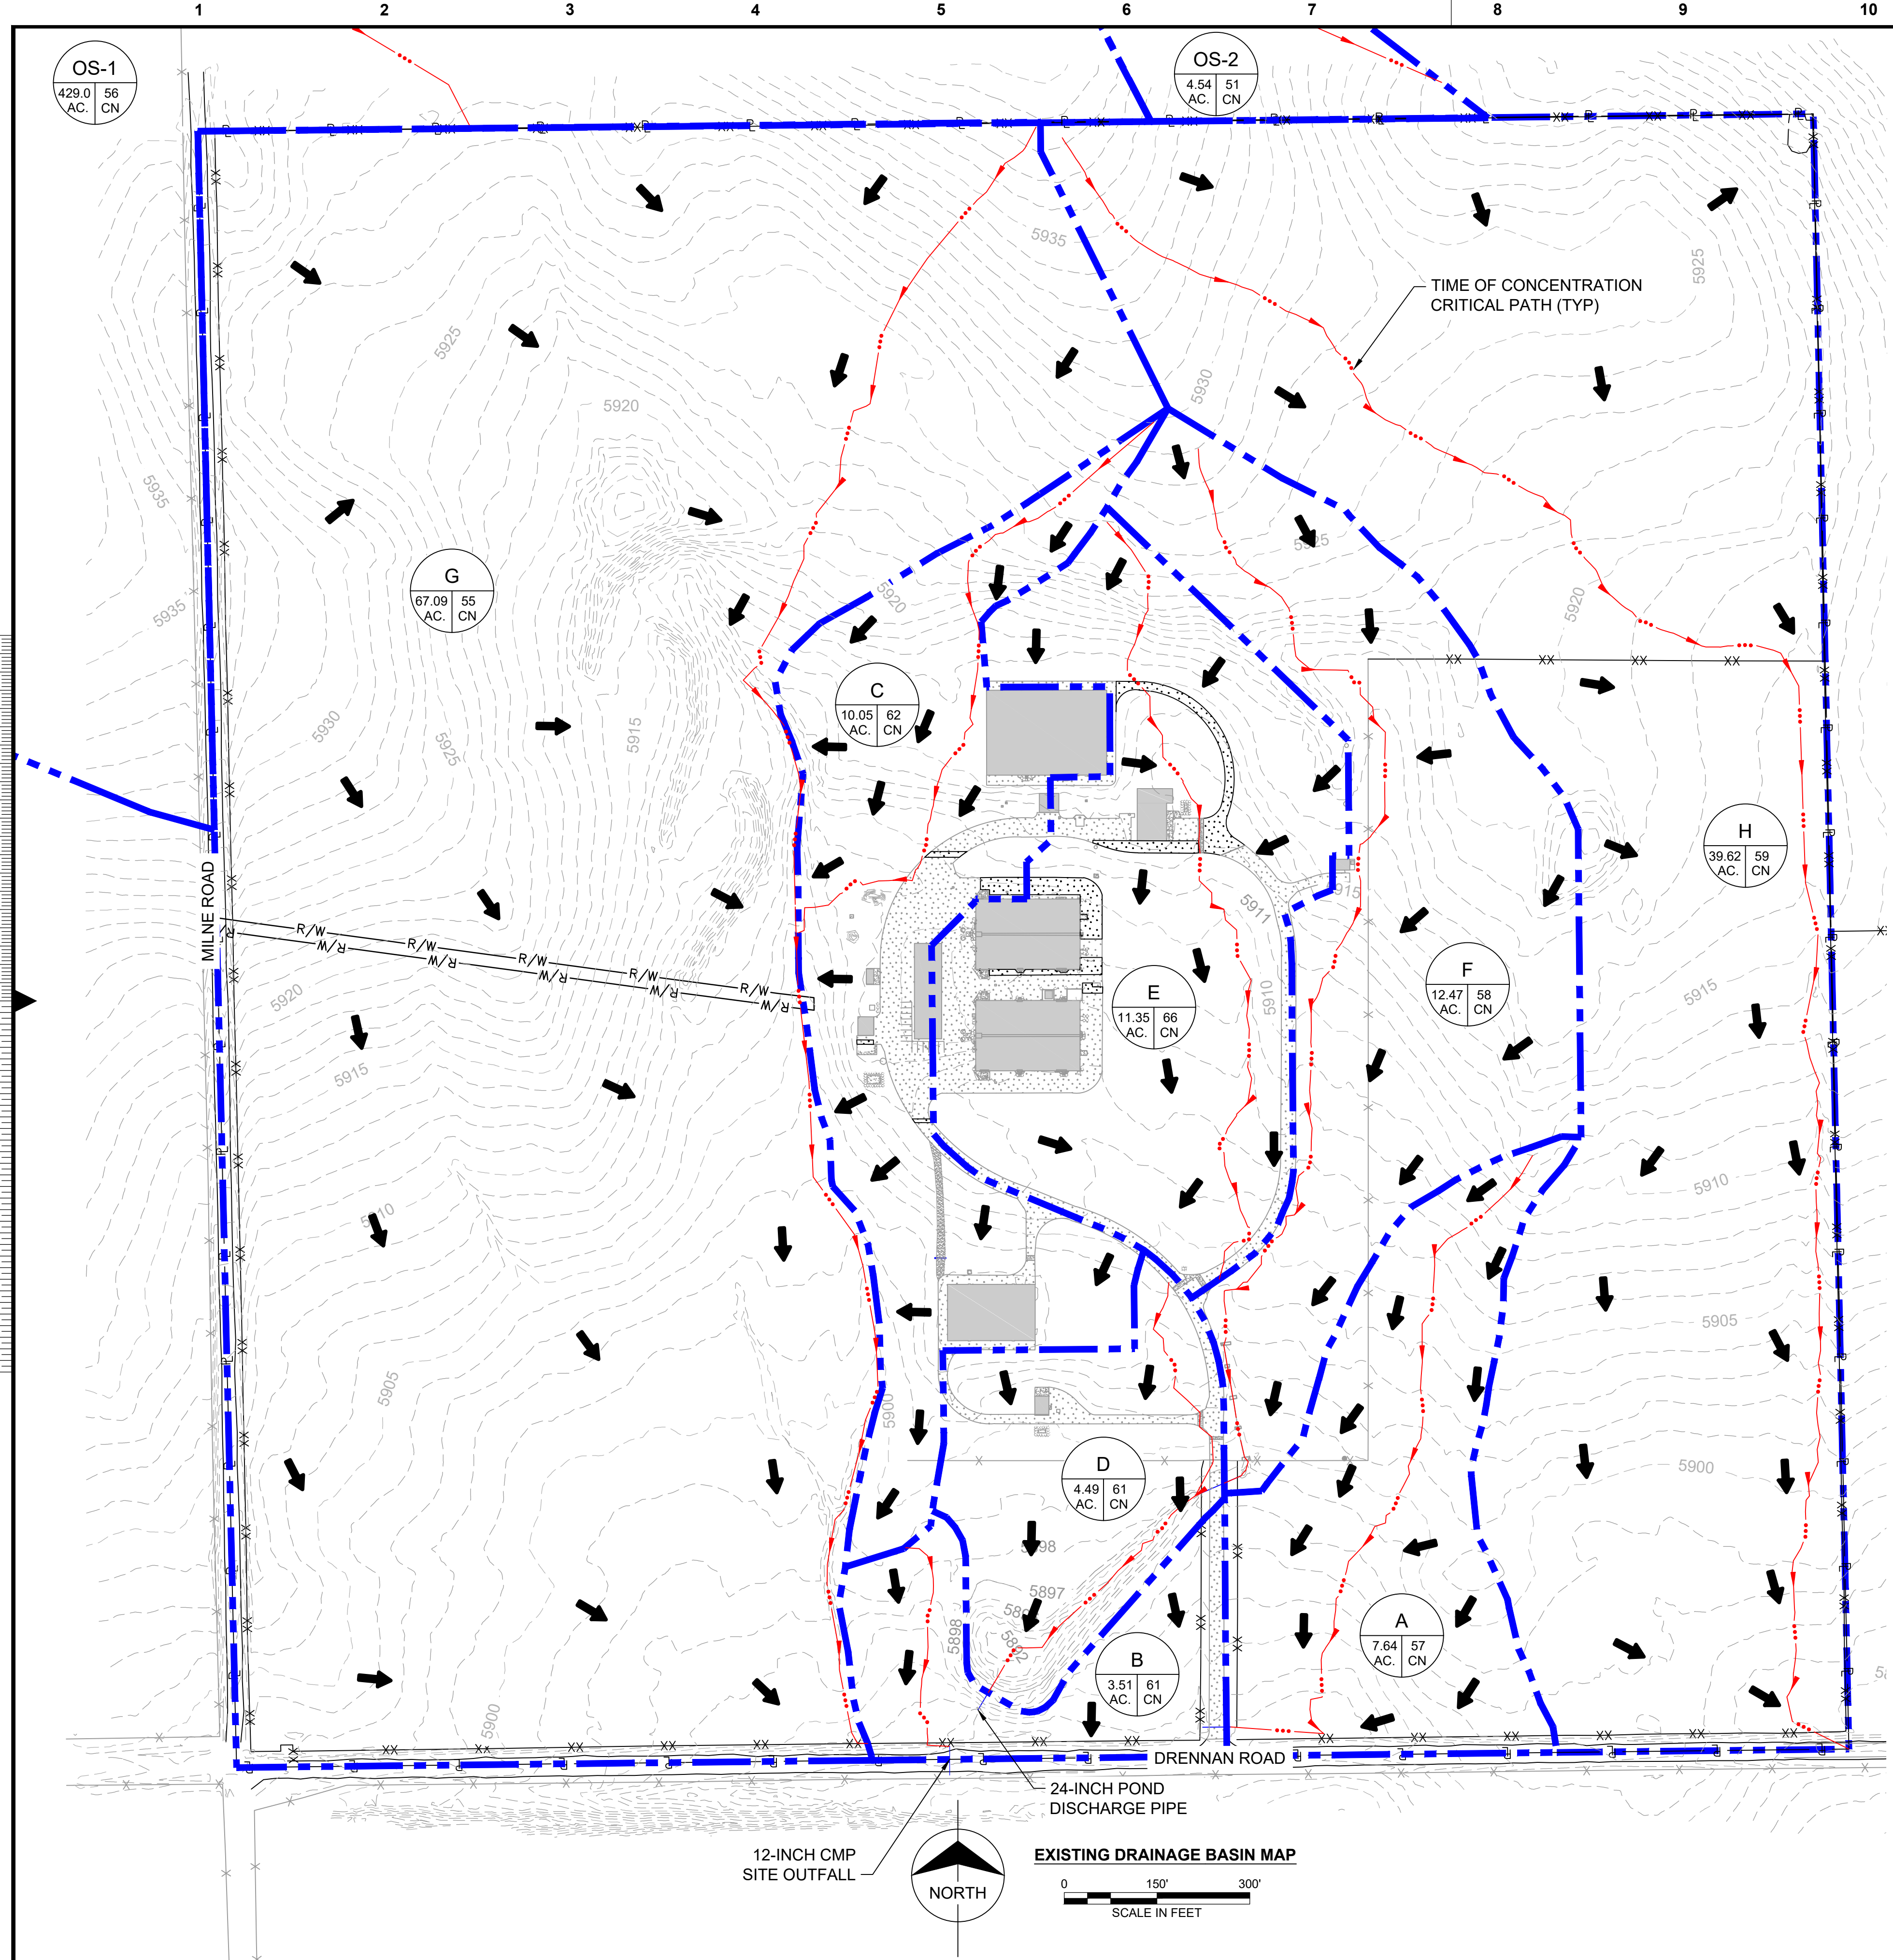 1 2 3 4 5 6 7 8 9 10
OS-1
429.0 56
AC. CN
OS-2
4.54 51
AC. CN
5935
5925
TIME OF CONCENTRATION
CRITICAL PATH (TYP)
5925
5930
5920
5935
5925
G
67.09 55
AC. CN
5920
5920
5935
C
10.05 62
AC. CN
5930
5925
5915
H
39.62 59
AC. CN
MILNE ROAD
R/W R/W R/W R/W R/W
R/W R/W R/W R/W R/W
5911
5915
E
11.35 66
AC. CN
F
12.47 58
AC. CN
5910
5915
5920
5915
5910
5910
5905
5905
5900
D
4.49 61
AC. CN
5900
5898
5897
5898
5892
A
7.64 57
AC. CN
B
3.51 61
AC. CN
5900
DRENNAN ROAD
24-INCH POND
DISCHARGE PIPE
12-INCH CMP
SITE OUTFALL
NORTH
EXISTING DRAINAGE BASIN MAP
0 150' 300'
SCALE IN FEET